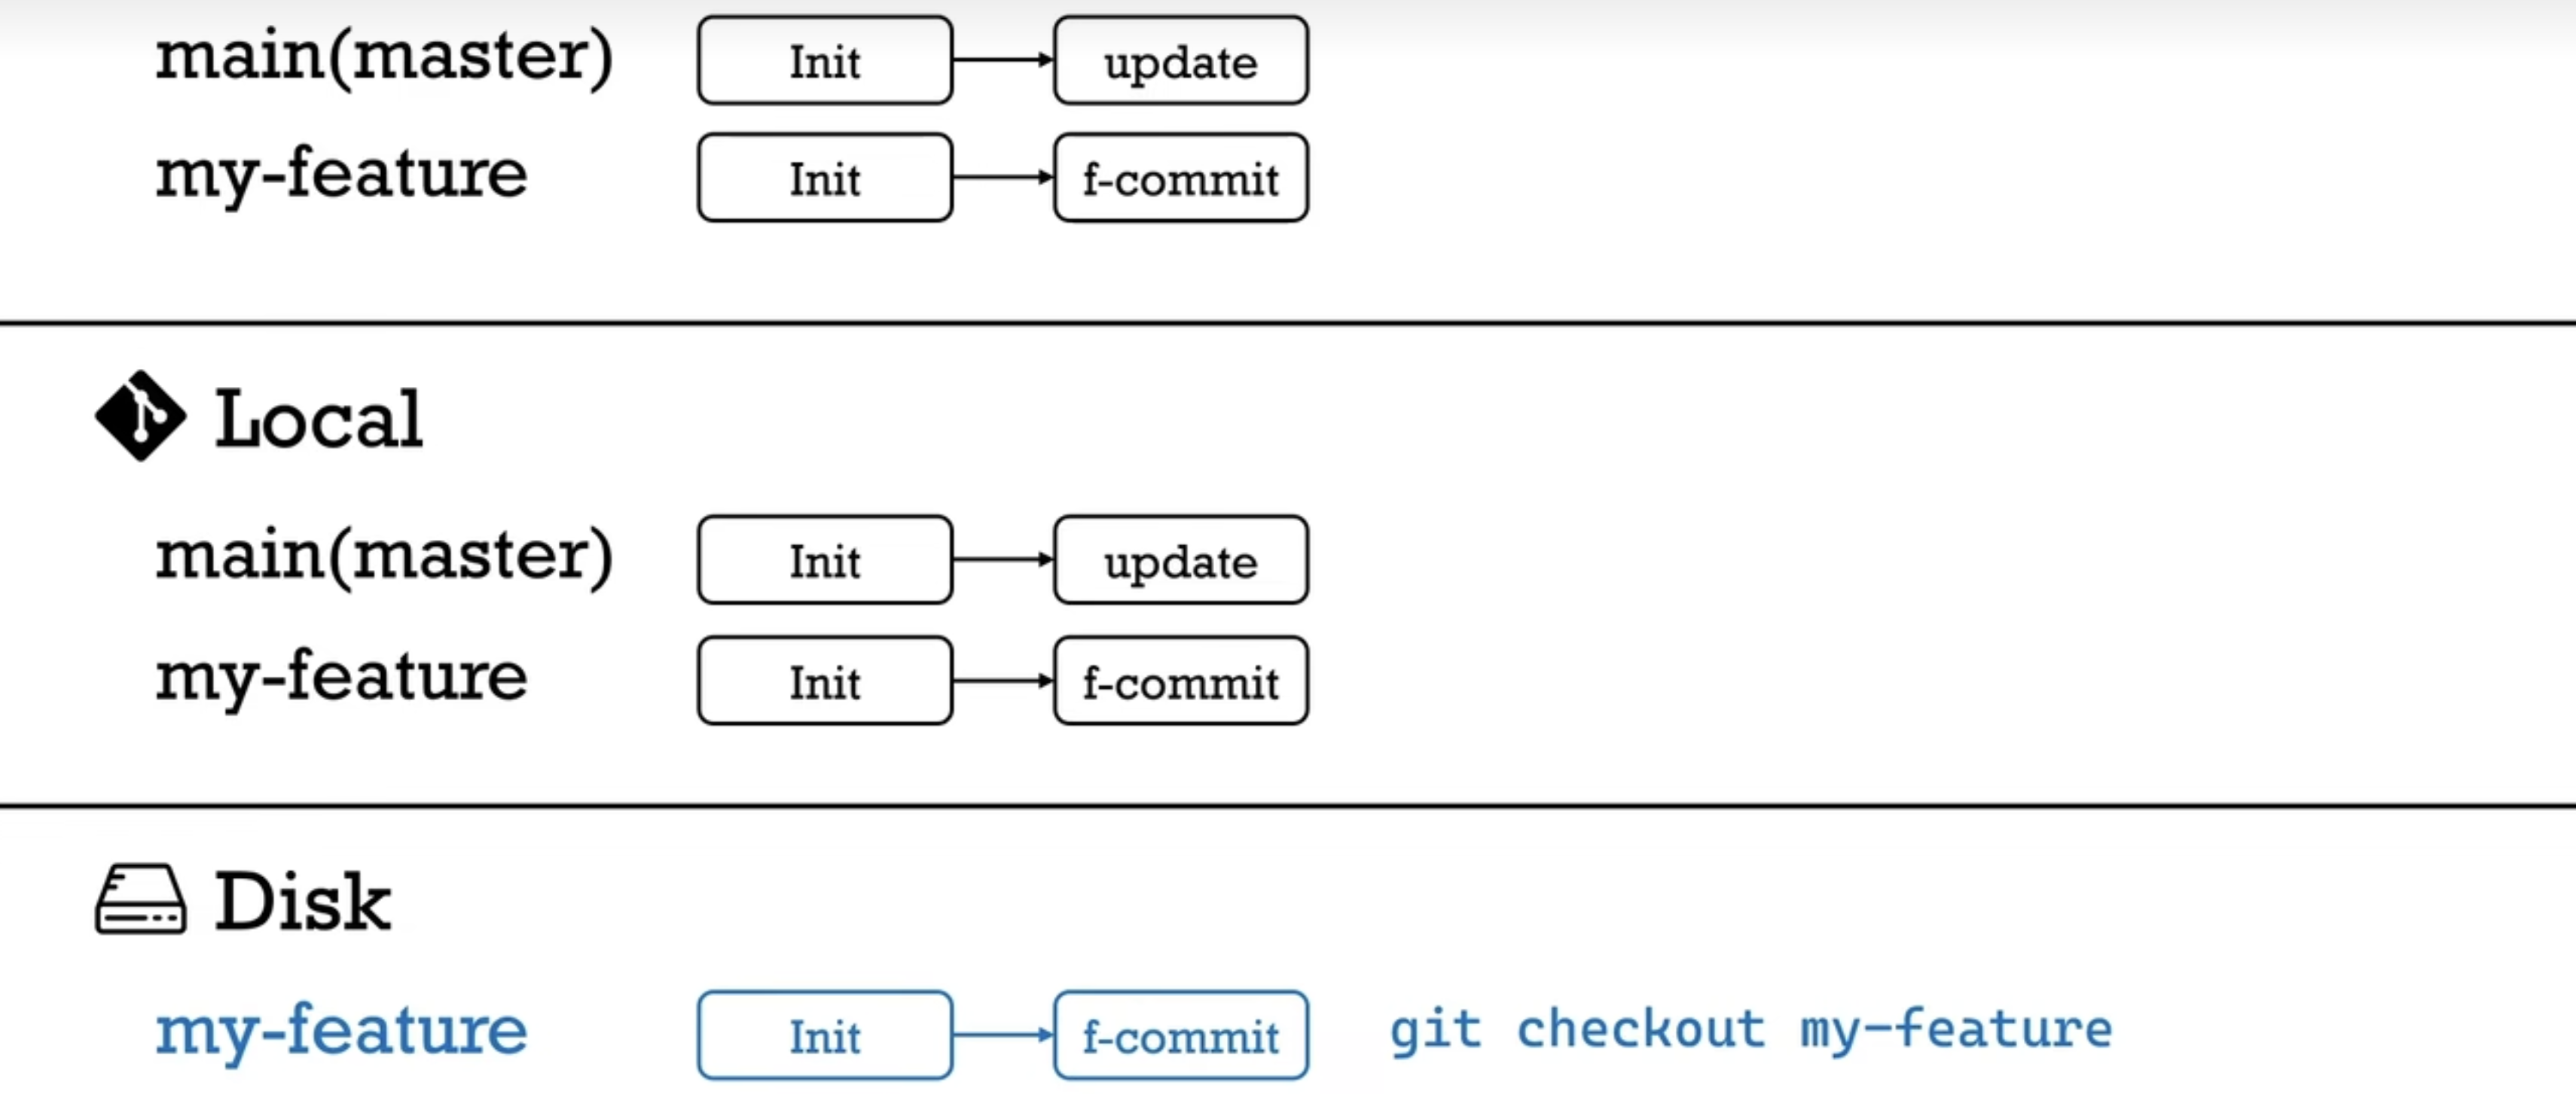 main(master) Init update
my-feature Init f-commit
Local
main(master) Init update
my-feature Init f-commit
Disk
my-feature Init f-commit git checkout my-feature